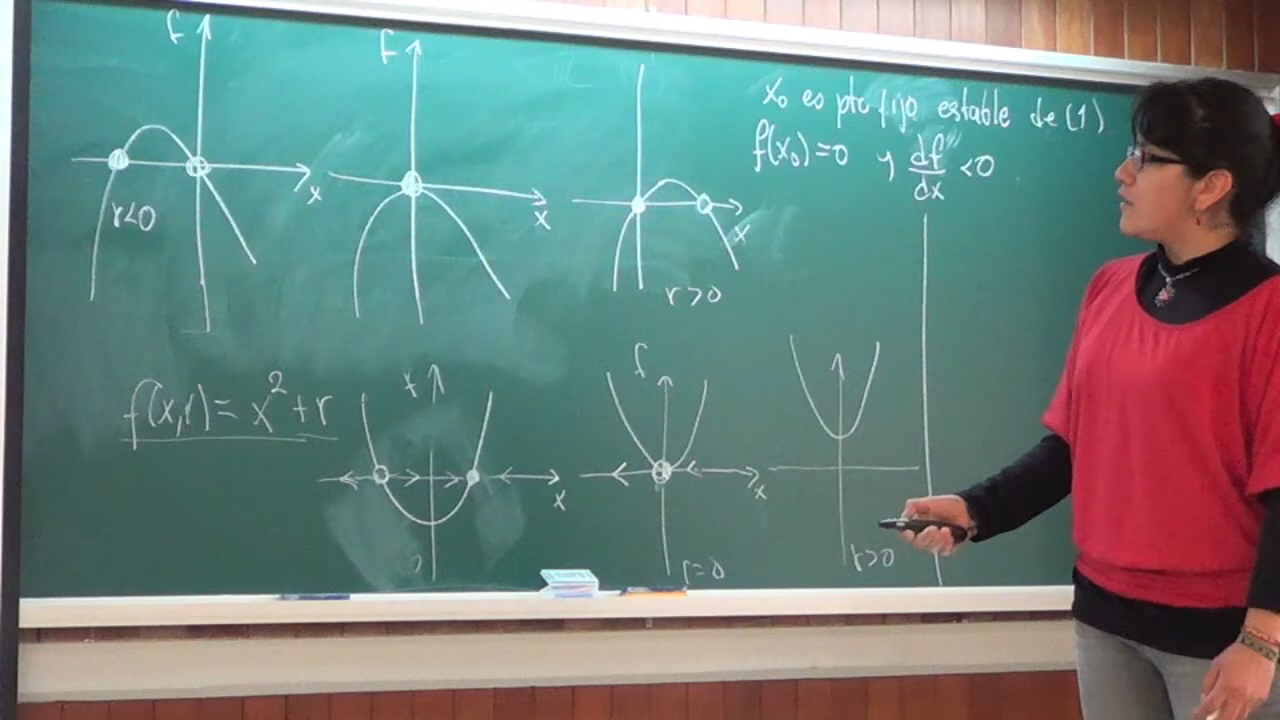 f
x
r<0
f
x
x
r>0
x₀ es pto fijo estable de (1)
f(x₀)=0 y df/dx <0
f(x,r)= x² + r
x
f
x
r=0
r>0